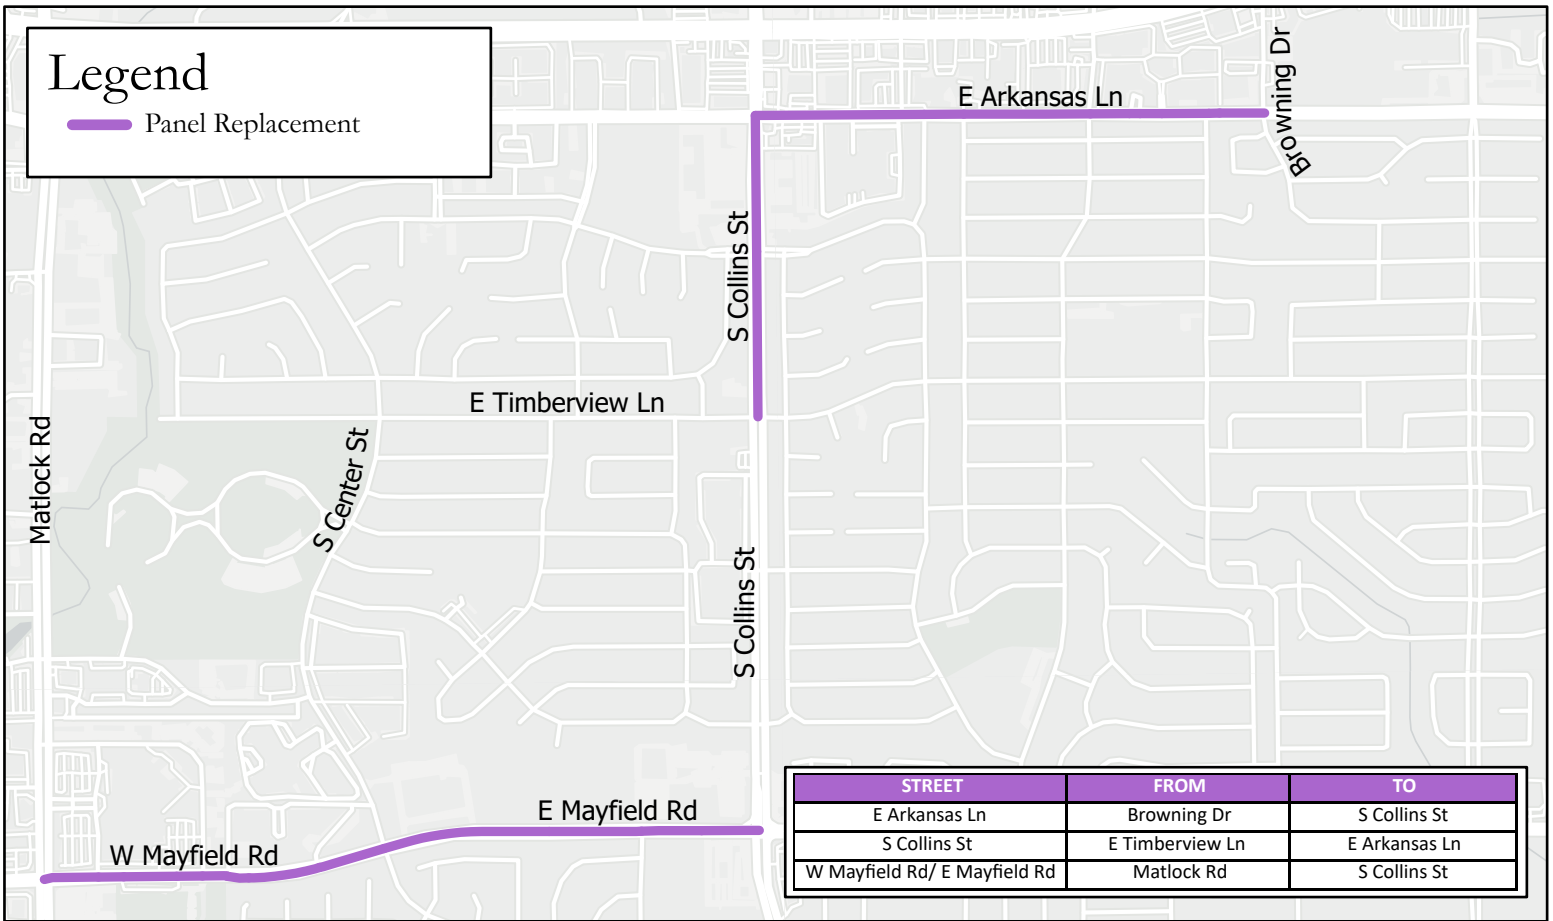 Legend
Panel Replacement
E Arkansas Ln
Browning Dr
Browning Dr
S Collins St
E Timberview Ln
Matlock Rd
S Center St
S Collins St
E Mayfield Rd
W Mayfield Rd
STREET FROM TO
E Arkansas Ln Browning Dr S Collins St
S Collins St E Timberview Ln E Arkansas Ln
W Mayfield Rd/ E Mayfield Rd Matlock Rd S Collins St